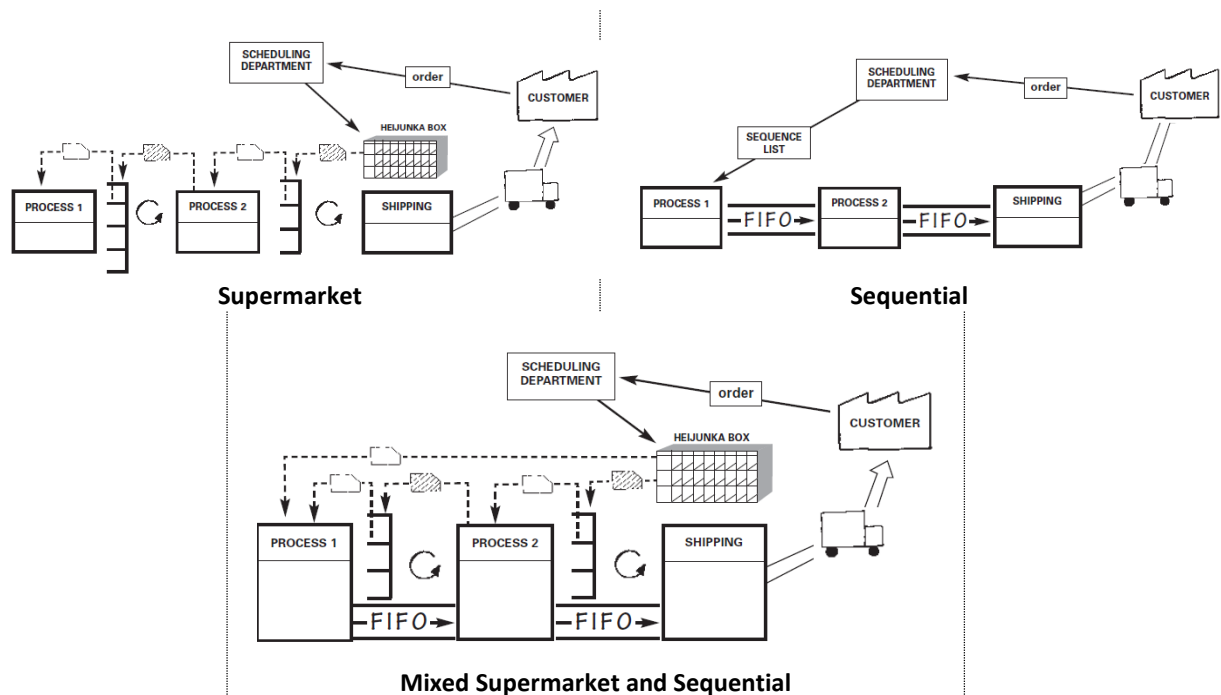 SCHEDULING
DEPARTMENT
order
CUSTOMER
HEIJUNKA BOX
PROCESS 1
PROCESS 2
SHIPPING
Supermarket
SCHEDULING
DEPARTMENT
order
CUSTOMER
SEQUENCE
LIST
PROCESS 1
FIFO
PROCESS 2
FIFO
SHIPPING
Sequential
SCHEDULING
DEPARTMENT
order
CUSTOMER
HEIJUNKA BOX
PROCESS 1
PROCESS 2
SHIPPING
FIFO
FIFO
Mixed Supermarket and Sequential